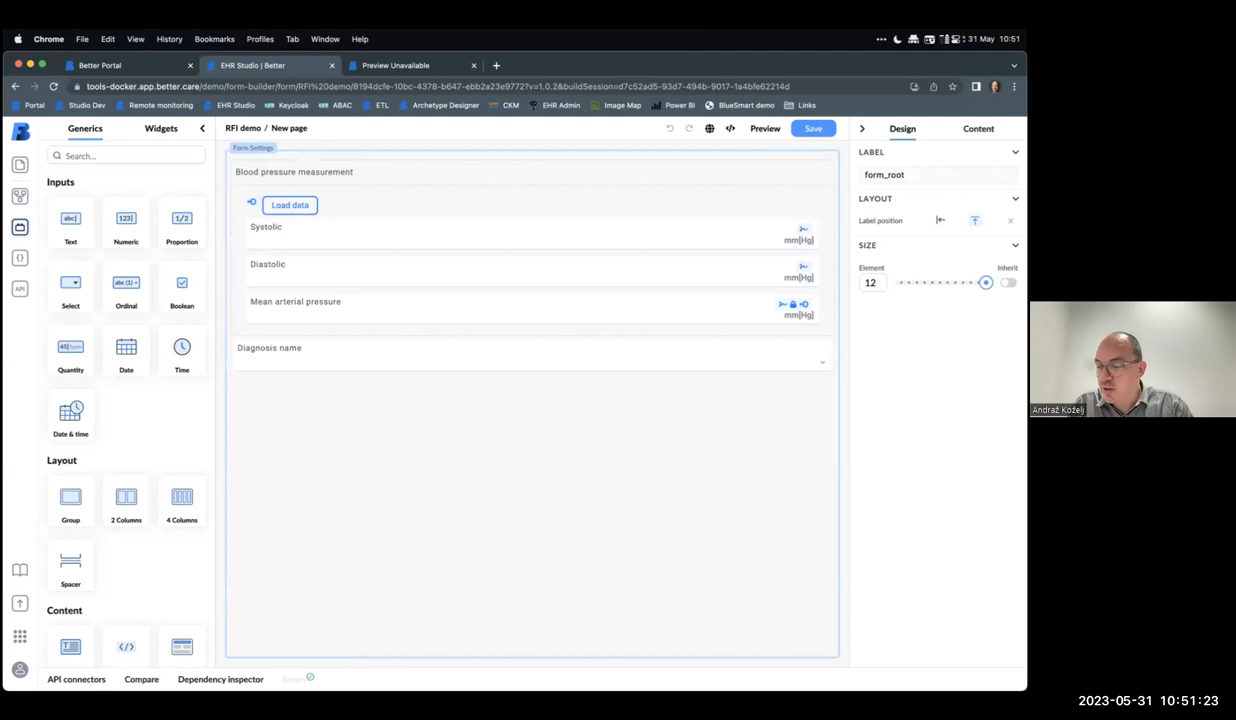 Chrome File Edit View History Bookmarks Profiles Tab Window Help
31 May 10:51
Better Portal
EHR Studio | Better
Preview Unavailable
tools-docker.app.better.care/demo/form-builder/form/RFI%20demo/8194dcfe-10bc-4378-b647-ebb2a23e9772?v=1.0.2&buildSession=d7c52ad5-93d7-494b-9017-1a4bfe62214d
Portal Studio Dev Remote monitoring EHR Studio Keycloak ABAC ETL Archetype Designer CKM EHR Admin Image Map Power BI BlueSmart demo Links
Generics Widgets
RFI demo / New page
Preview
Save
Design Content
Form Settings
Search...
LABEL
form_root
Blood pressure measurement
Inputs
LAYOUT
Load data
abc|
123|
1/2
Text
Numeric
Proportion
Label position
Systolic
mm[Hg]
SIZE
Diastolic
mm[Hg]
Element
Inherit
12
abc (1)
Select
Ordinal
Boolean
Mean arterial pressure
mm[Hg]
Diagnosis name
Quantity
Date
Time
Date & time
Layout
Group
2 Columns
4 Columns
Spacer
Content
API connectors
Compare
Dependency inspector
Errors
Andraž Koželj
2023-05-31 10:51:23